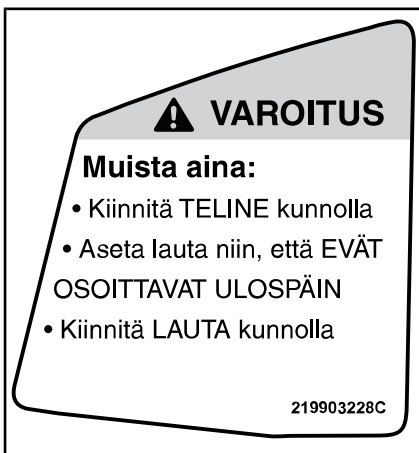 VAROITUS
Muista aina:
• Kiinnitä TELINE kunnolla
• Aseta lauta niin, että EVÄT
OSOITTAVAT ULOSPÄIN
• Kiinnitä LAUTA kunnolla
219903228C